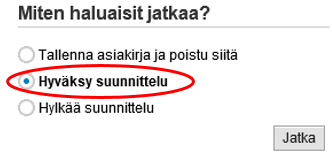 Miten haluaisit jatkaa?
Tallenna asiakirja ja poistu siitä
Hyväksy suunnittelu
Hylkää suunnittelu
Jatka